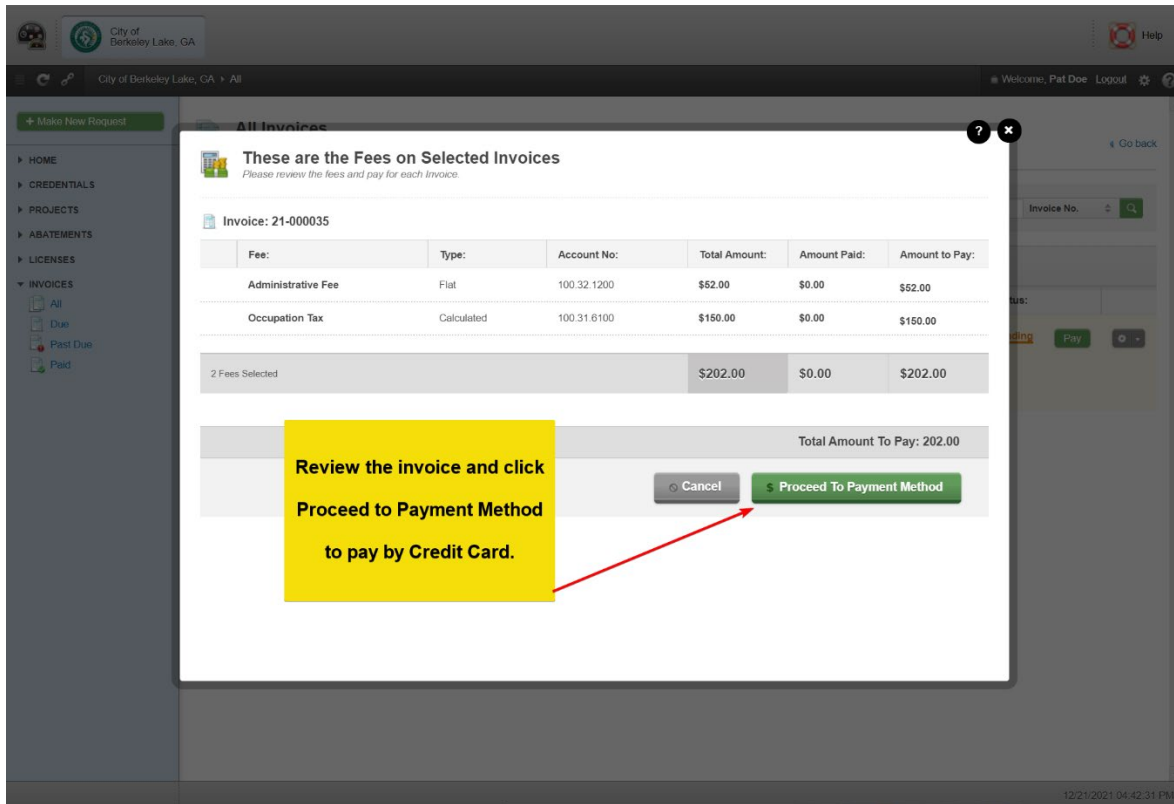 City of
Berkeley Lake, GA
Help
City of Berkeley Lake, GA All
Welcome, Pat Doe Logout
+ Make New Request
All Invoices
Go back
HOME
CREDENTIALS
PROJECTS
ABATEMENTS
LICENSES
INVOICES
All
Due
Past Due
Paid
Invoice No.
These are the Fees on Selected Invoices
Please review the fees and pay for each Invoice.
Invoice: 21-000035
Fee: Type: Account No: Total Amount: Amount Paid: Amount to Pay:
Administrative Fee Flat 100.32.1200 $52.00 $0.00 $52.00
Occupation Tax Calculated 100.31.6100 $150.00 $0.00 $150.00
2 Fees Selected $202.00 $0.00 $202.00
Total Amount To Pay: 202.00
Cancel $ Proceed To Payment Method
Review the invoice and click
Proceed to Payment Method
to pay by Credit Card.
tus:
ding Pay
12/21/2021 04:42:31 PM